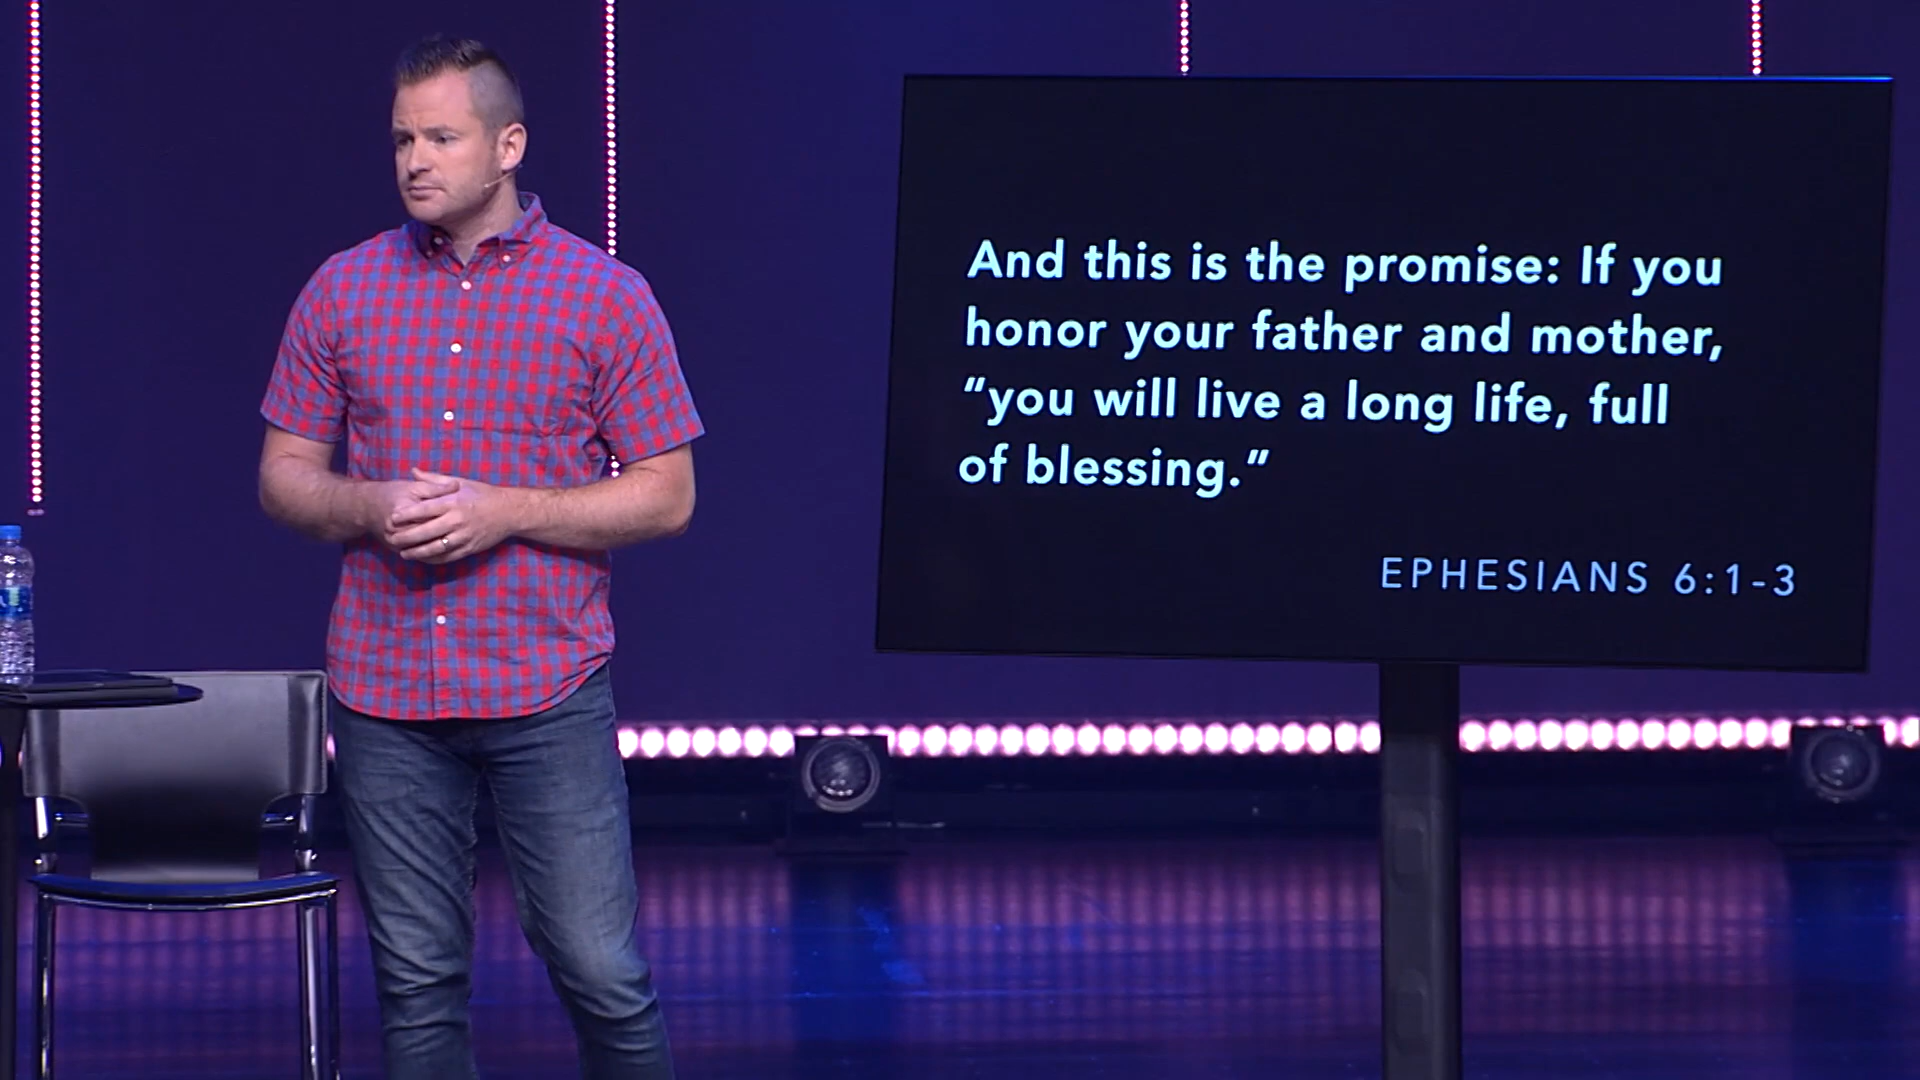 And this is the promise: If you
honor your father and mother,
“you will live a long life, full
of blessing.”
EPHESIANS 6:1-3